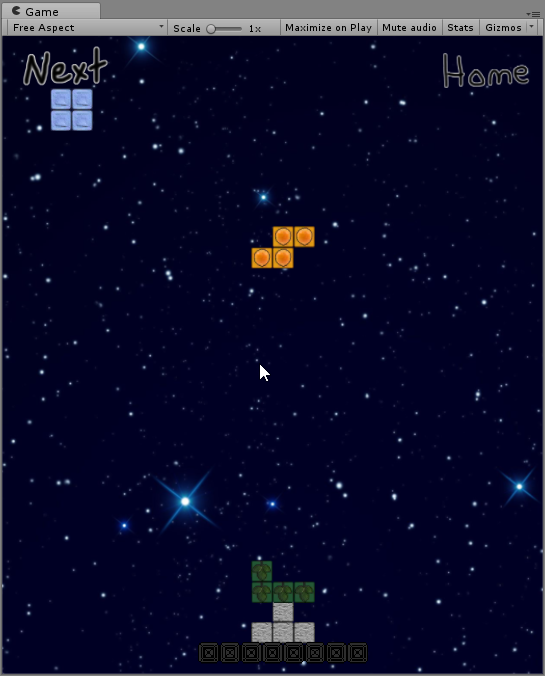 Game
Free Aspect Scale 1x Maximize on Play Mute audio Stats Gizmos
Next Home